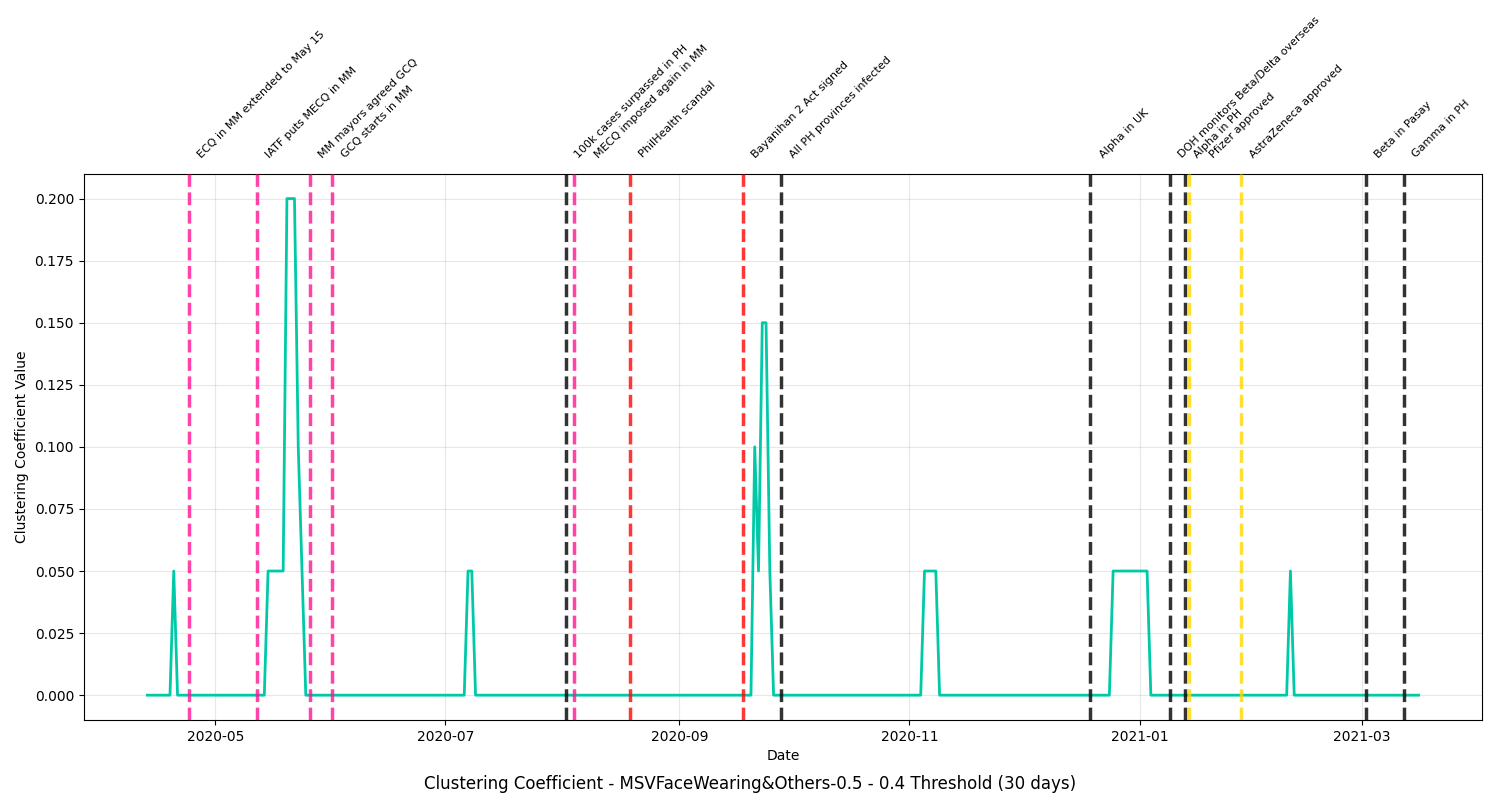 ECQ in MM extended to May 15
IATF puts MECQ in MM
MM mayors agreed GCQ
GCQ starts in MM
100k cases surpassed in PH
MECQ imposed again in MM
PhilHealth scandal
Bayanihan 2 Act signed
All PH provinces infected
Alpha in UK
DOH monitors Beta/Delta overseas
Alpha in PH
Pfizer approved
AstraZeneca approved
Beta in Pasay
Gamma in PH
Clustering Coefficient Value
0.200
0.175
0.150
0.125
0.100
0.075
0.050
0.025
0.000
2020-05
2020-07
2020-09
2020-11
2021-01
2021-03
Date
Clustering Coefficient - MSVFaceWearing&Others-0.5 - 0.4 Threshold (30 days)